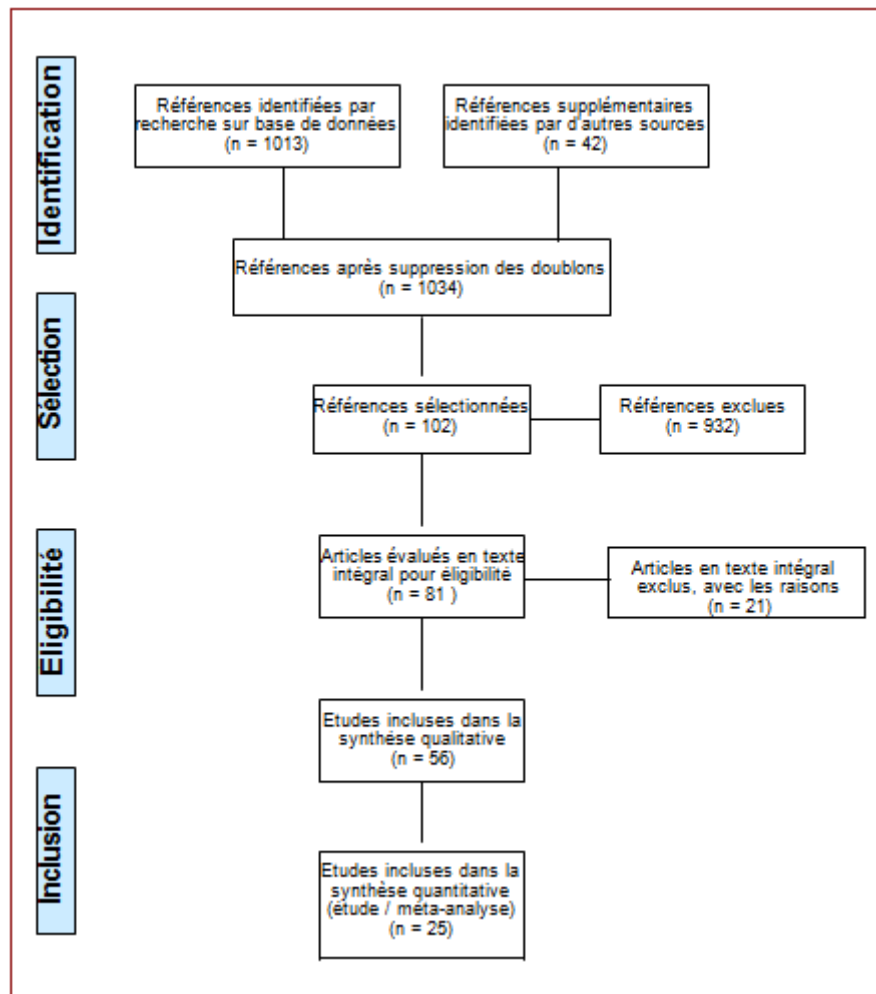 Identification
Références identifiées par
recherche sur base de données
(n = 1013)
Références supplémentaires
identifiées par d'autres sources
(n = 42)
Références après suppression des doublons
(n = 1034)
Sélection
Références sélectionnées
(n = 102)
Références exclues
(n = 932)
Eligibilité
Articles évalués en texte
intégral pour éligibilité
(n = 81 )
Articles en texte intégral
exclus, avec les raisons
(n = 21)
Etudes incluses dans la
synthèse qualitative
(n = 56)
Inclusion
Etudes incluses dans la
synthèse quantitative
(étude / méta-analyse)
(n = 25)